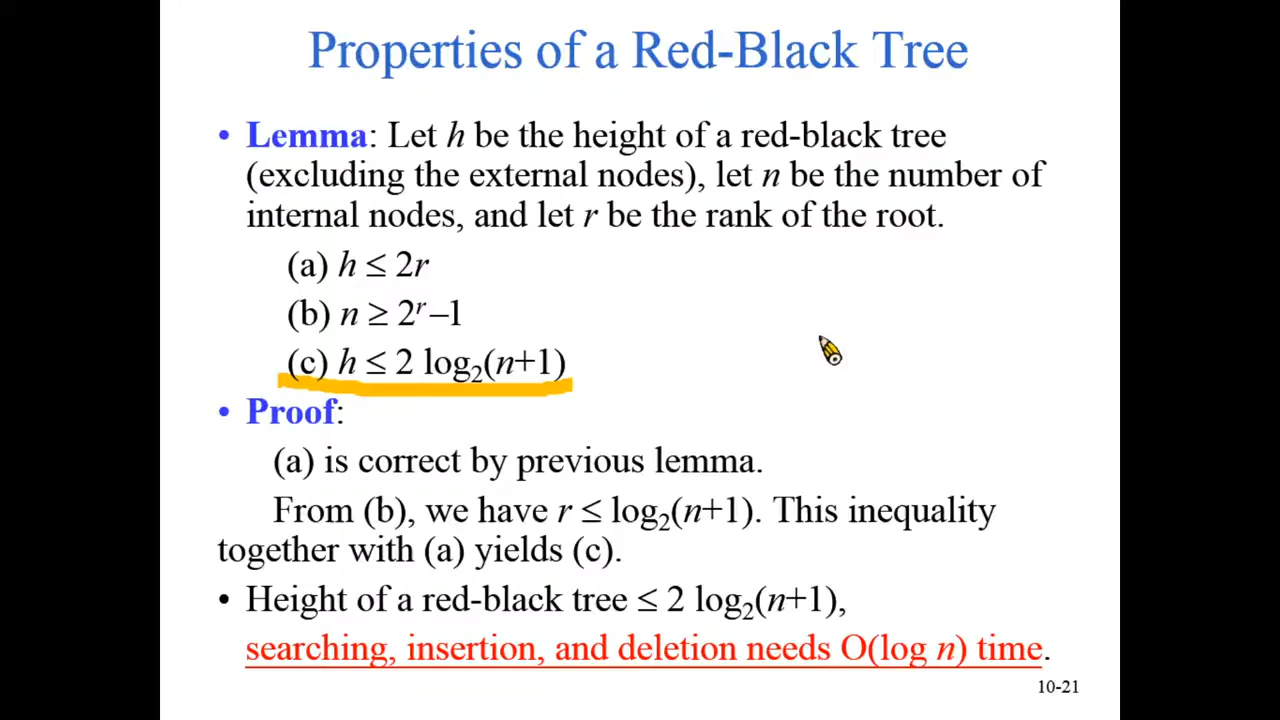 Properties of a Red-Black Tree
• Lemma: Let h be the height of a red-black tree
(excluding the external nodes), let n be the number of
internal nodes, and let r be the rank of the root.
(a) h ≤ 2r
(b) n ≥ 2ʳ–1
(c) h ≤ 2 log₂(n+1)
• Proof:
(a) is correct by previous lemma.
From (b), we have r ≤ log₂(n+1). This inequality
together with (a) yields (c).
• Height of a red-black tree ≤ 2 log₂(n+1),
searching, insertion, and deletion needs O(log n) time.
10-21